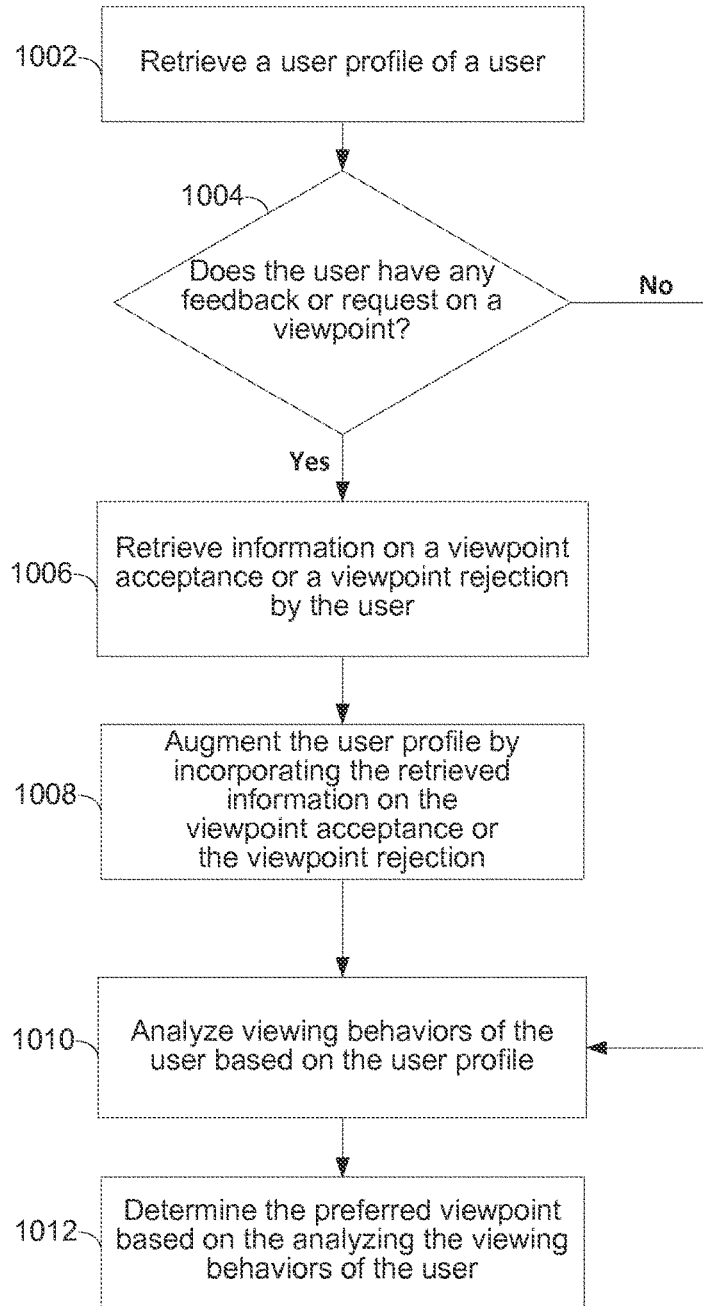 1002
Retrieve a user profile of a user
1004
Does the user have any
feedback or request on a
viewpoint?
No
Yes
1006
Retrieve information on a viewpoint
acceptance or a viewpoint rejection
by the user
1008
Augment the user profile by
incorporating the retrieved
information on the
viewpoint acceptance or
the viewpoint rejection
1010
Analyze viewing behaviors of the
user based on the user profile
1012
Determine the preferred viewpoint
based on the analyzing the viewing
behaviors of the user